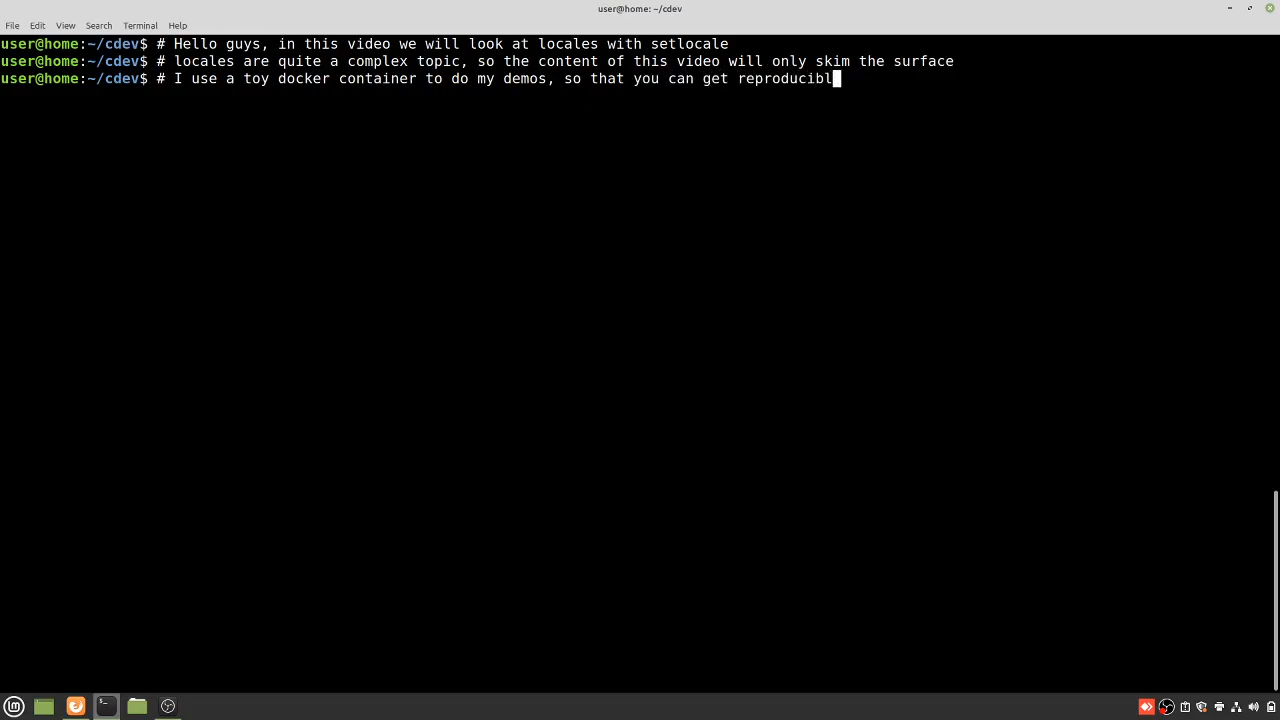 user@home: ~/cdev
File Edit View Search Terminal Help
user@home:~/cdev$ # Hello guys, in this video we will look at locales with setlocale
user@home:~/cdev$ # locales are quite a complex topic, so the content of this video will only skim the surface
user@home:~/cdev$ # I use a toy docker container to do my demos, so that you can get reproducibl